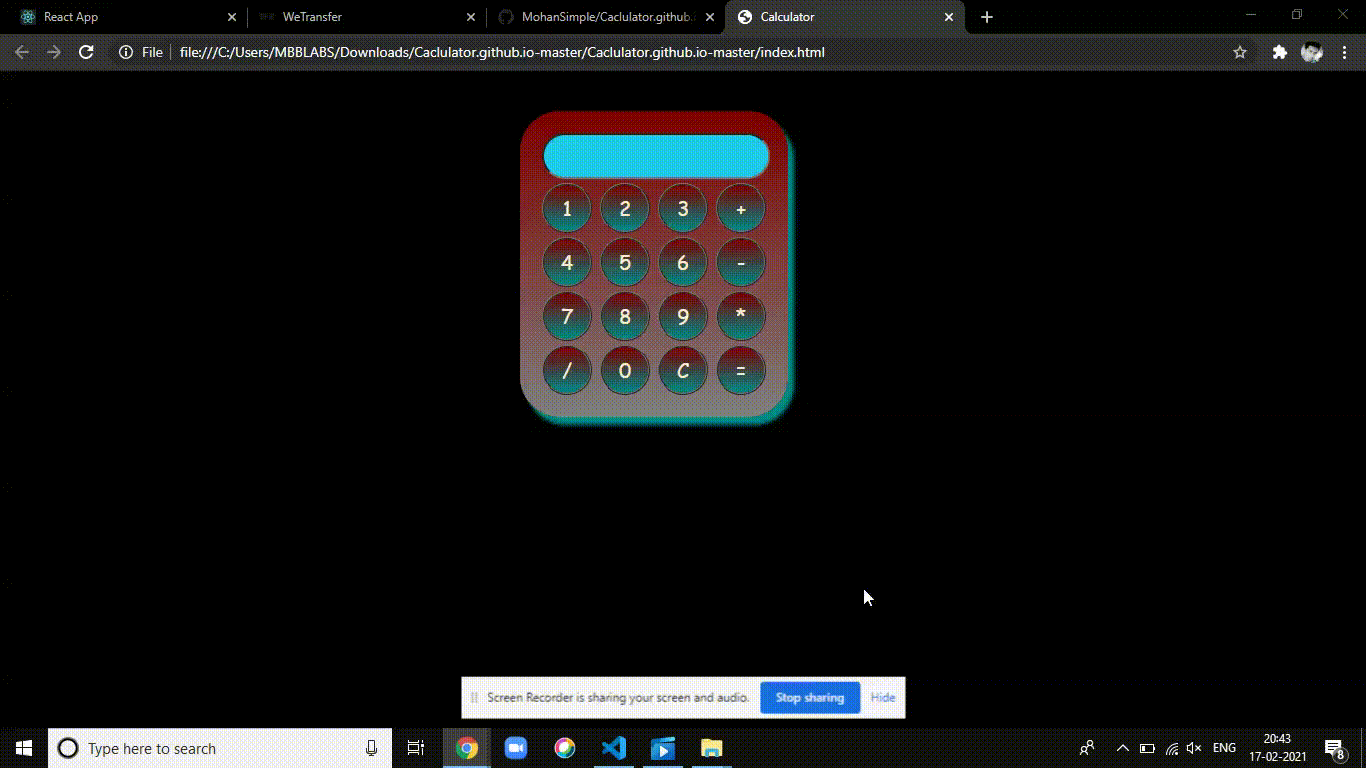 React App
WeTransfer
MohanSimple/Caclulator.github.
Calculator
File
file:///C:/Users/MBBLABS/Downloads/Caclulator.github.io-master/Caclulator.github.io-master/index.html
1 2 3 +
4 5 6 -
7 8 9 *
/ 0 C =
Screen Recorder is sharing your screen and audio. Stop sharing Hide
Type here to search
ENG
20:43
17-02-2021
8